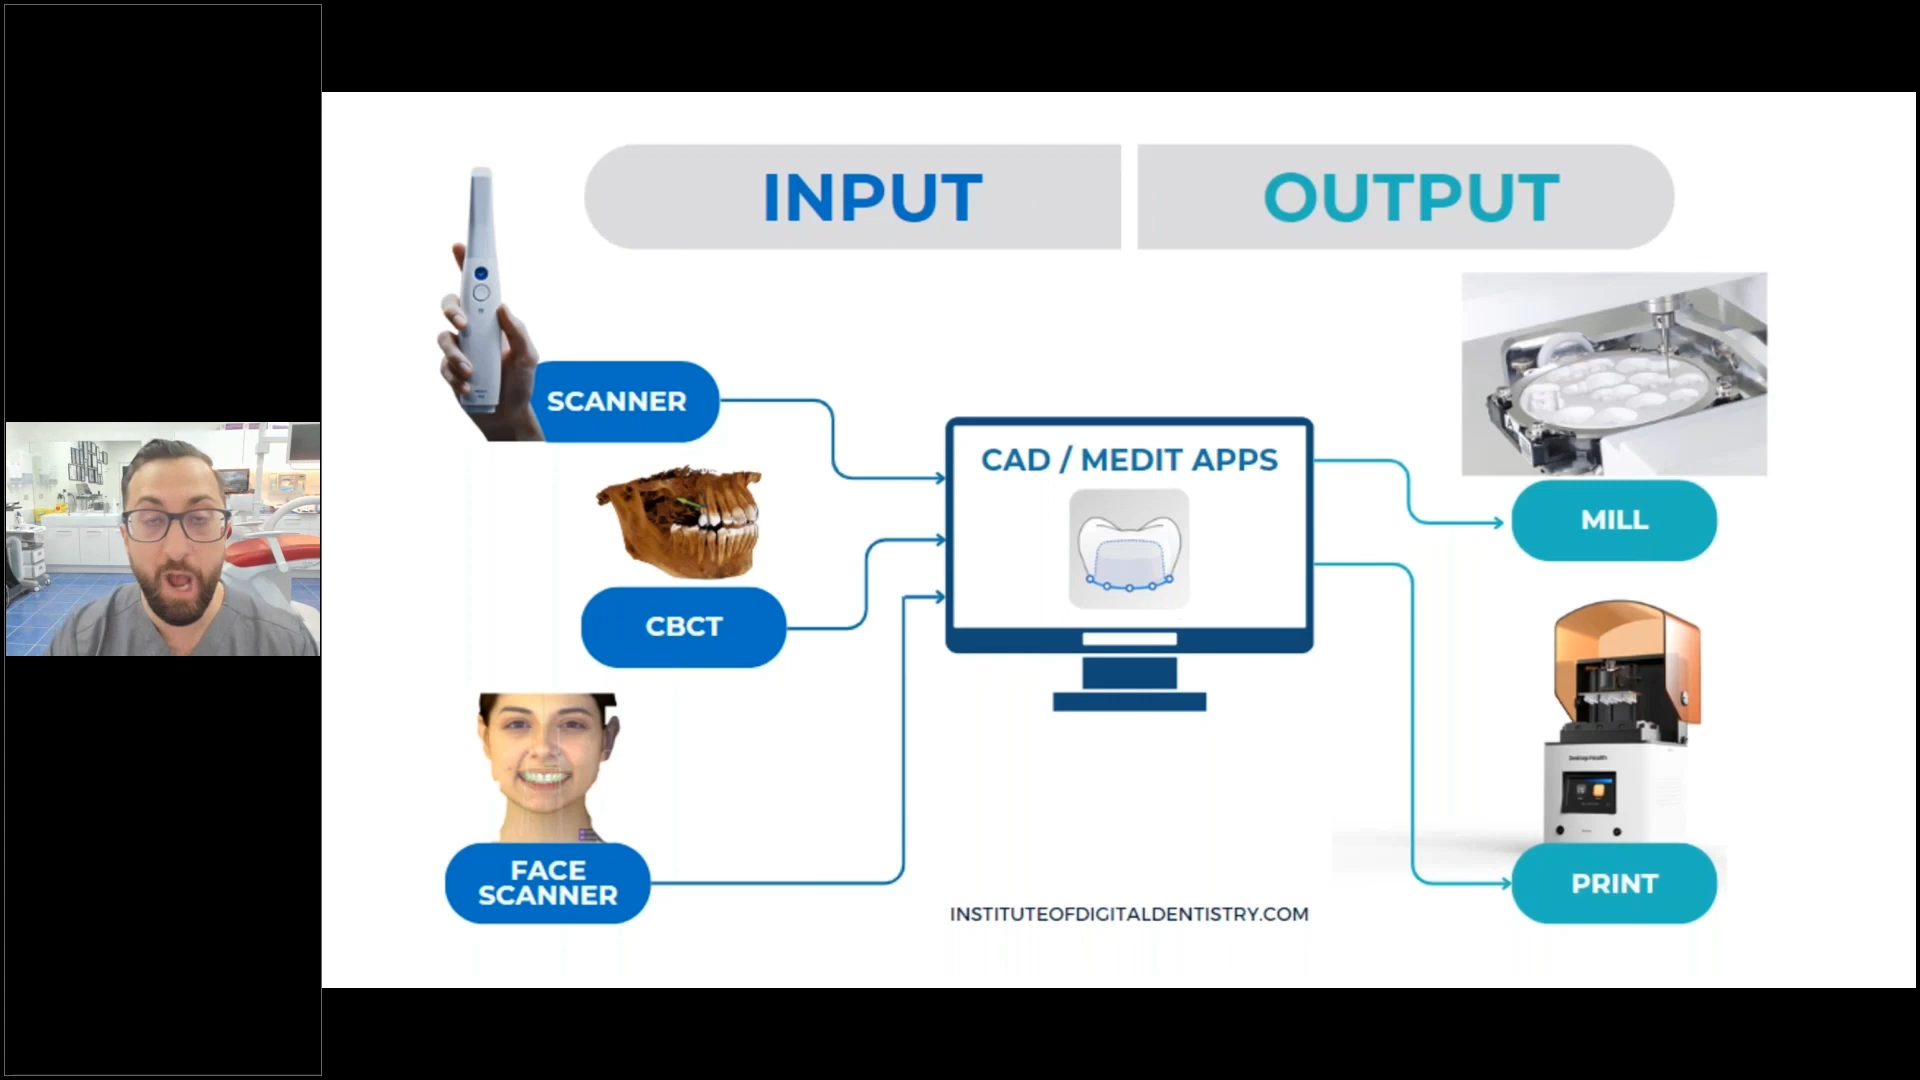 INPUT
OUTPUT
SCANNER
CAD / MEDIT APPS
MILL
CBCT
FACE
SCANNER
PRINT
INSTITUTEOFDIGITALDENTISTRY.COM